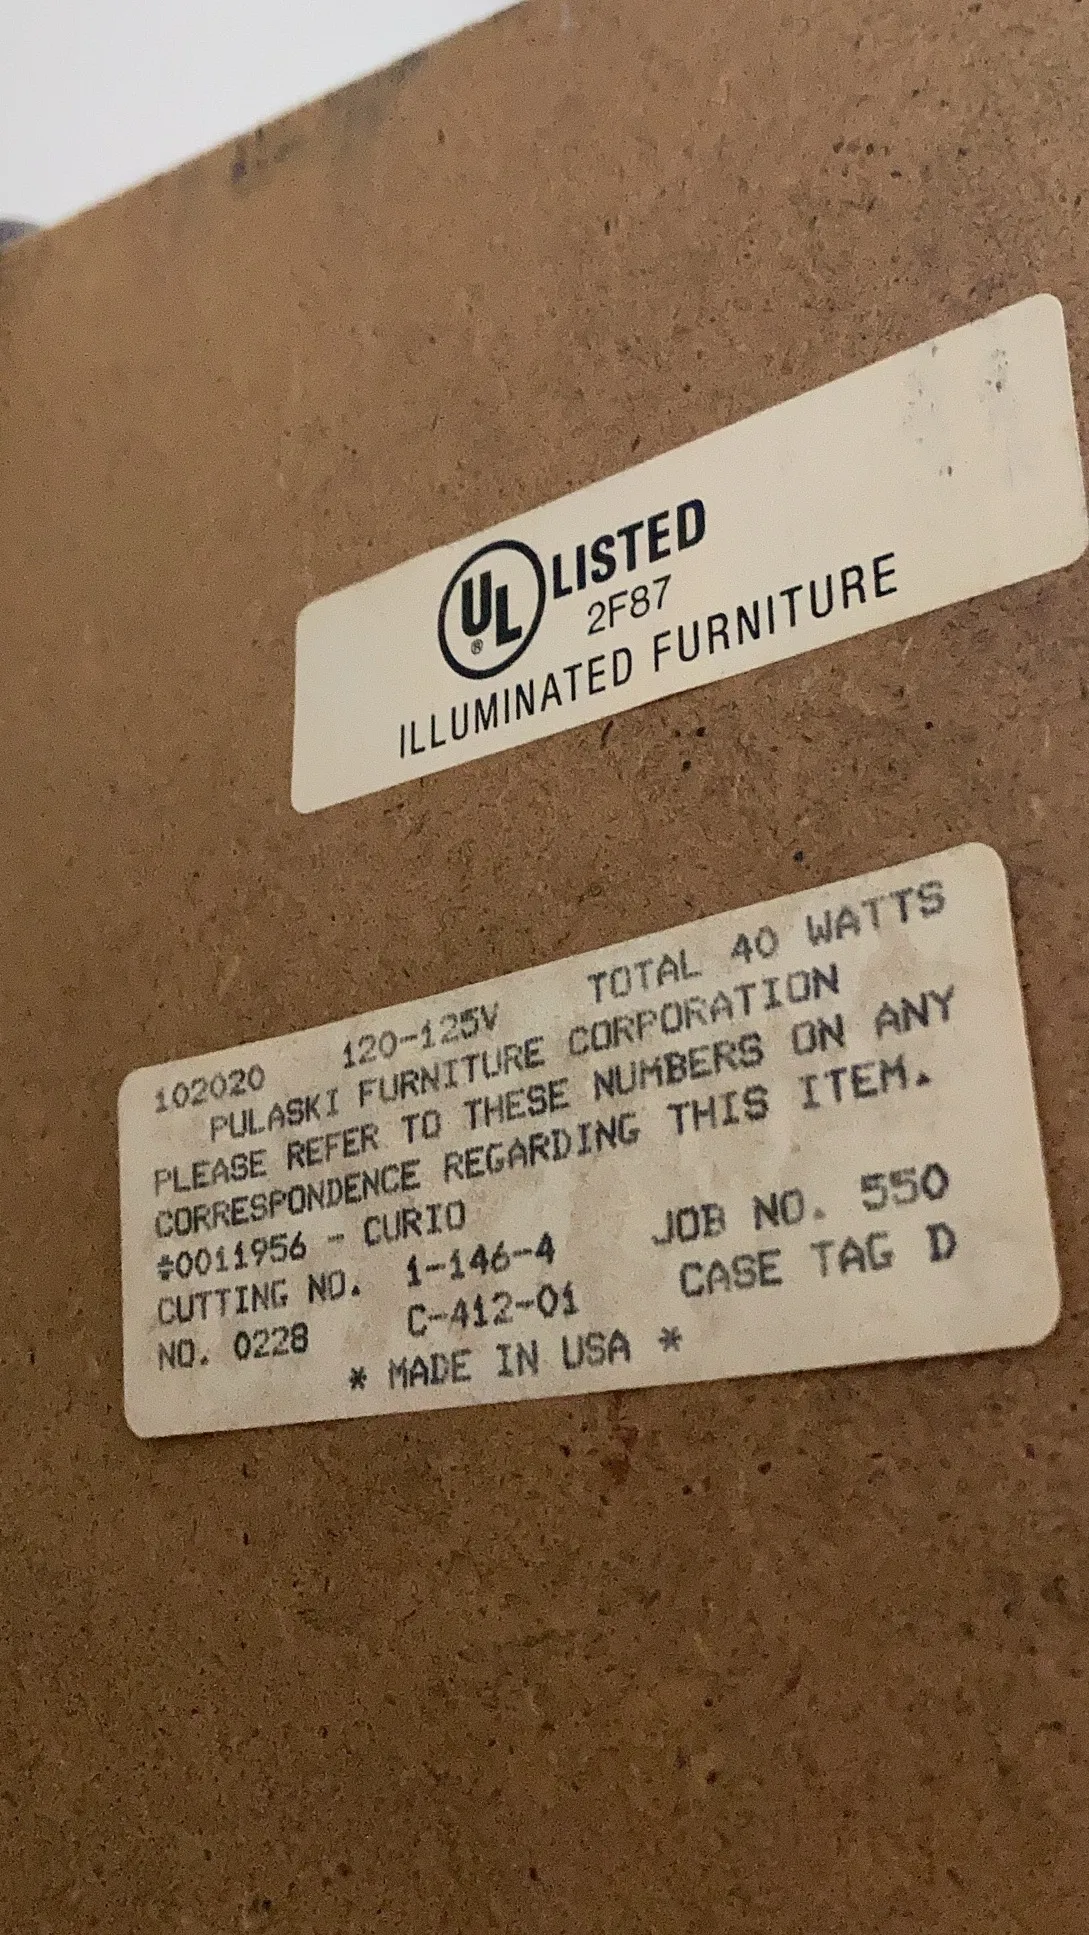 UL® LISTED
2F87
ILLUMINATED FURNITURE
102020 120-125V TOTAL 40 WATTS
PULASKI FURNITURE CORPORATION
PLEASE REFER TO THESE NUMBERS ON ANY
CORRESPONDENCE REGARDING THIS ITEM.
#0011956 - CURIO
CUTTING NO. 1-146-4 JOB NO. 550
NO. 0228 C-412-01 CASE TAG D
* MADE IN USA *